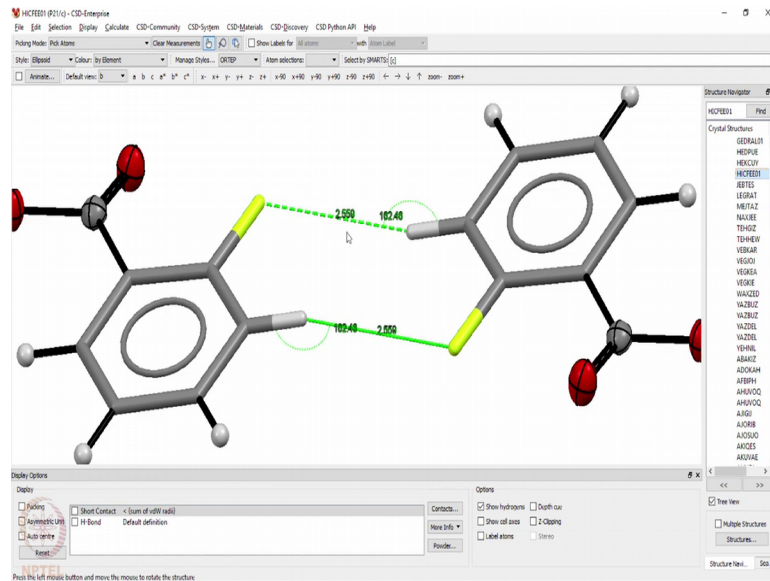 HICFEE01 (P21/c) - CSD-Enterprise
File Edit Selection Display Calculate CSD-Community CSD-System CSD-Materials CSD-Discovery CSD Python API Help
Picking Mode: Pick Atoms Clear Measurements Show Labels for All atoms with Atom Label
Style: Ellipsoid Colour: by Element Manage Styles... ORTEP Atom selections: Select by SMARTS: [c]
Animate... Default view: b a b c a* b* c* x- x+ y- y+ z- z+ x-90 x+90 y-90 y+90 z-90 z+90 ← → ↓ ↑ zoom- zoom+
Structure Navigator
HICFEE01 Find
Crystal Structures
GEDRAL01
HEDPUE
HEKCUY
HICFEE01
JEBTES
LEGRAT
MEJTAZ
NAXJEE
TEHGIZ
TEHHEW
VEBKAR
VEGJOJ
VEGKEA
VEGKIE
WAXZED
YAZBUZ
YAZBUZ
YAZDEL
YAZDEL
YEHNIL
ABAKIZ
ADOKAH
AFBIPH
AHUVOQ
AHUVOQ
AJIGIJ
AJORIB
AJOSUO
AKIQES
AKUVAE
<< >>
Tree View
Multiple Structures
Structures...
Structure Navi... Sea
2.559 162.46
162.46 2.559
Display Options
Display
Packing
Asymmetric Unit
Auto centre
Reset
Short Contact < (sum of vdW radii)
H-Bond Default definition
Contacts...
More Info
Powder...
Options
Show hydrogens Depth cue
Show cell axes Z-Clipping
Label atoms Stereo
NPTEL
Press the left mouse button and move the mouse to rotate the structure